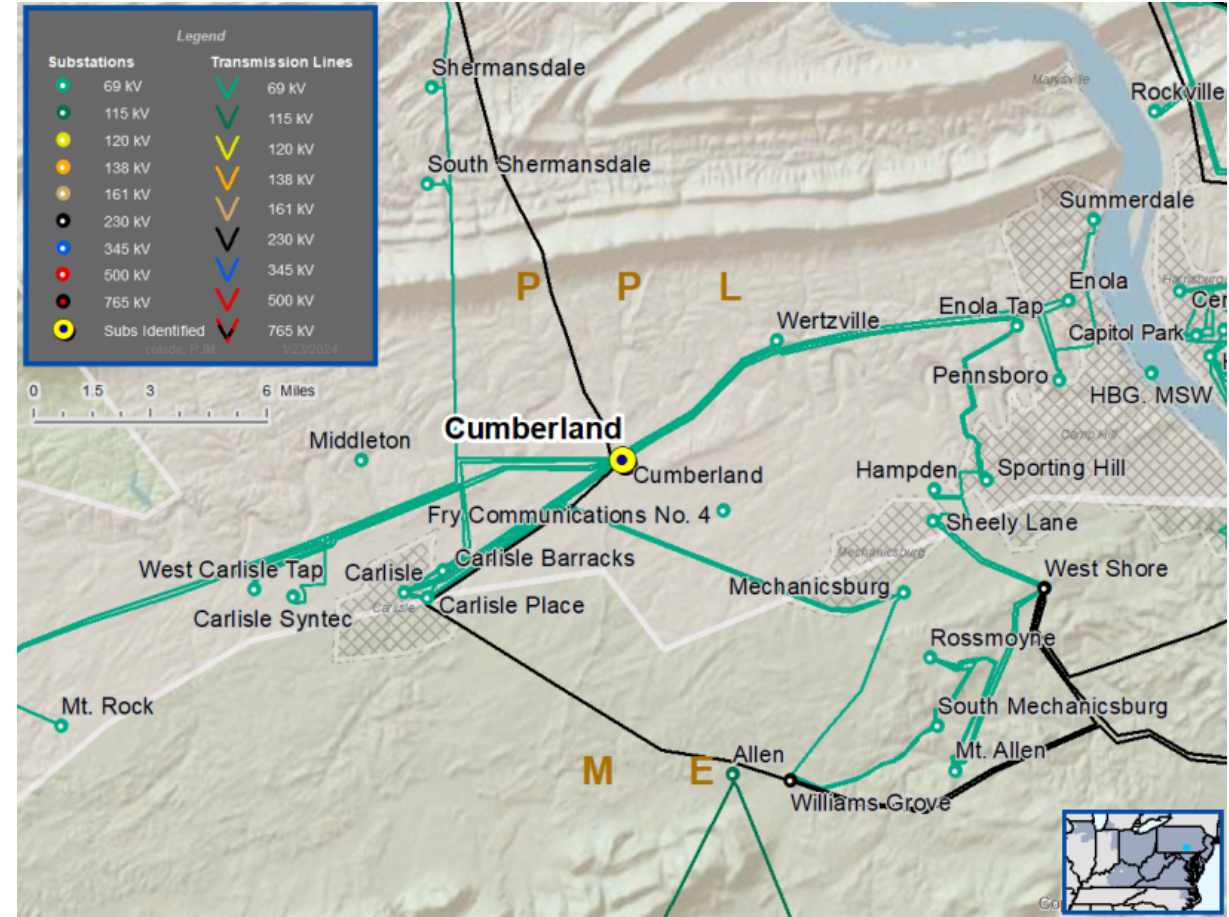 Legend
Substations
Transmission Lines
69 kV
69 kV
115 kV
115 kV
120 kV
120 kV
138 kV
138 kV
161 kV
161 kV
230 kV
230 kV
345 kV
345 kV
500 kV
500 kV
765 kV
765 kV
Subs Identified
colode, PJM 1/23/2024
0 1.5 3 6 Miles
Shermansdale
Marysville
Rockville
South Shermansdale
Summerdale
P P L
Enola
Enola Tap
Wertzville
Capitol Park
Pennsboro
HBG. MSW
Cumberland
Camp Hill
Middleton
Cumberland
Hampden
Sporting Hill
Fry Communications No. 4
Sheely Lane
Mechanicsburg
Carlisle Barracks
West Carlisle Tap
Carlisle
West Shore
Mechanicsburg
Carlisle
Carlisle Place
Carlisle Syntec
Rossmoyne
Mt. Rock
South Mechanicsburg
Allen
Mt. Allen
M E
Williams Grove